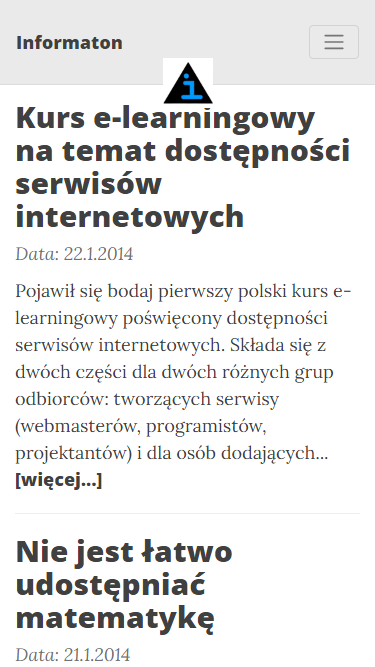 Informaton
i
Kurs e-learningowy
na temat dostępności
serwisów
internetowych
Data: 22.1.2014
Pojawił się bodaj pierwszy polski kurs e-
learningowy poświęcony dostępności
serwisów internetowych. Składa się z
dwóch części dla dwóch różnych grup
odbiorców: tworzących serwisy
(webmasterów, programistów,
projektantów) i dla osób dodających...
[więcej...]
Nie jest łatwo
udostępniać
matematykę
Data: 21.1.2014